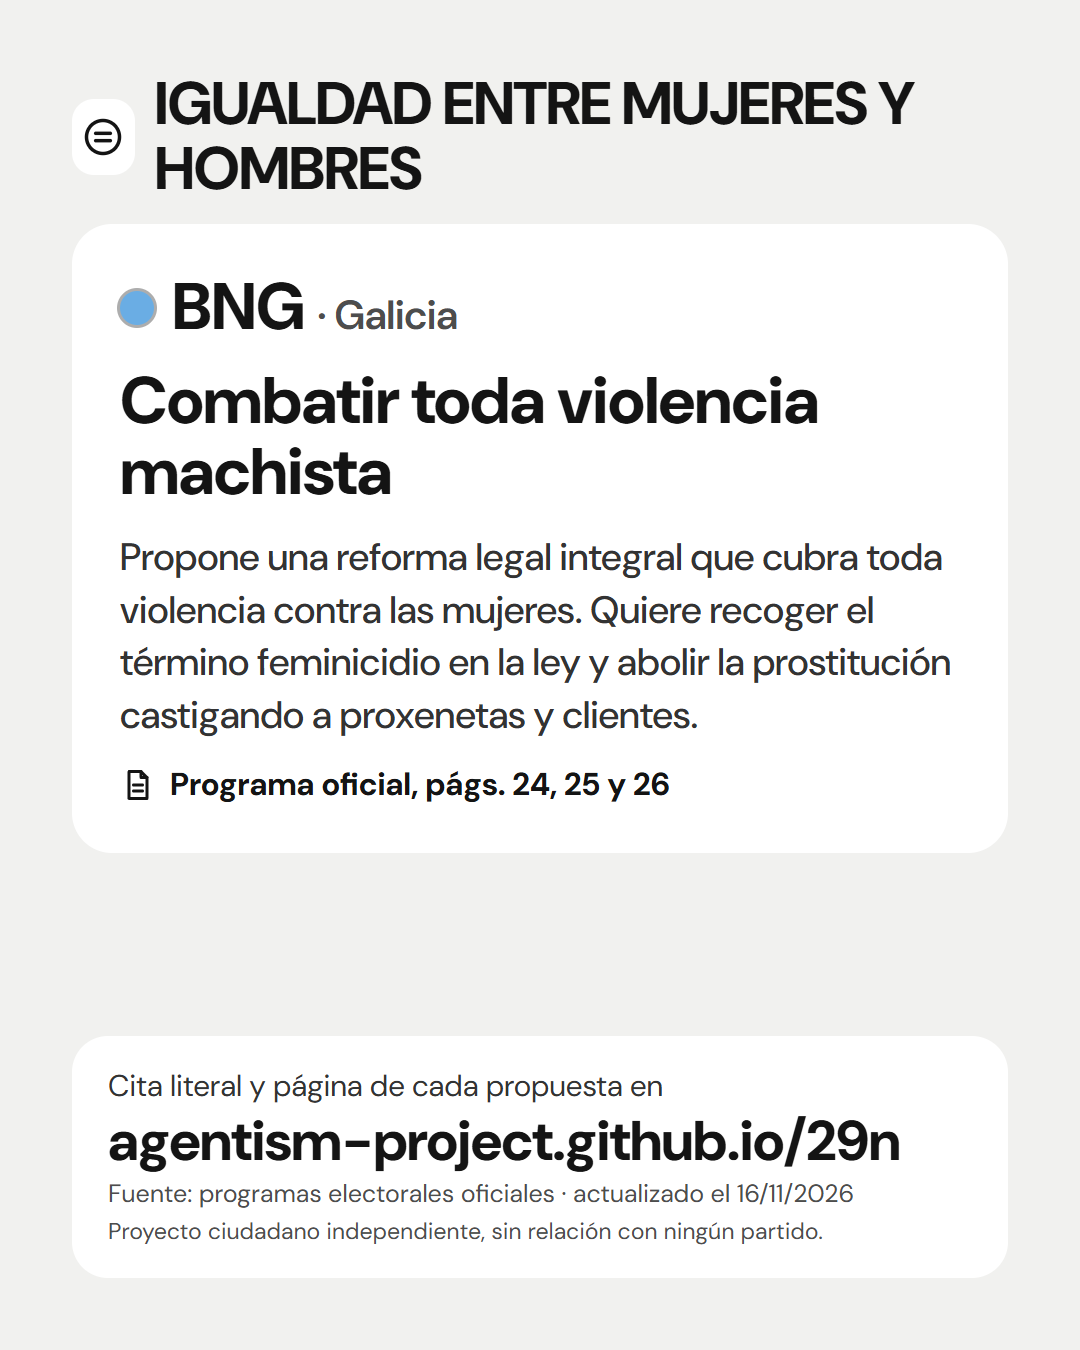 IGUALDAD ENTRE MUJERES Y
HOMBRES
BNG · Galicia
Combatir toda violencia
machista
Propone una reforma legal integral que cubra toda
violencia contra las mujeres. Quiere recoger el
término feminicidio en la ley y abolir la prostitución
castigando a proxenetas y clientes.
Programa oficial, págs. 24, 25 y 26
Cita literal y página de cada propuesta en
agentism-project.github.io/29n
Fuente: programas electorales oficiales · actualizado el 16/11/2026
Proyecto ciudadano independiente, sin relación con ningún partido.